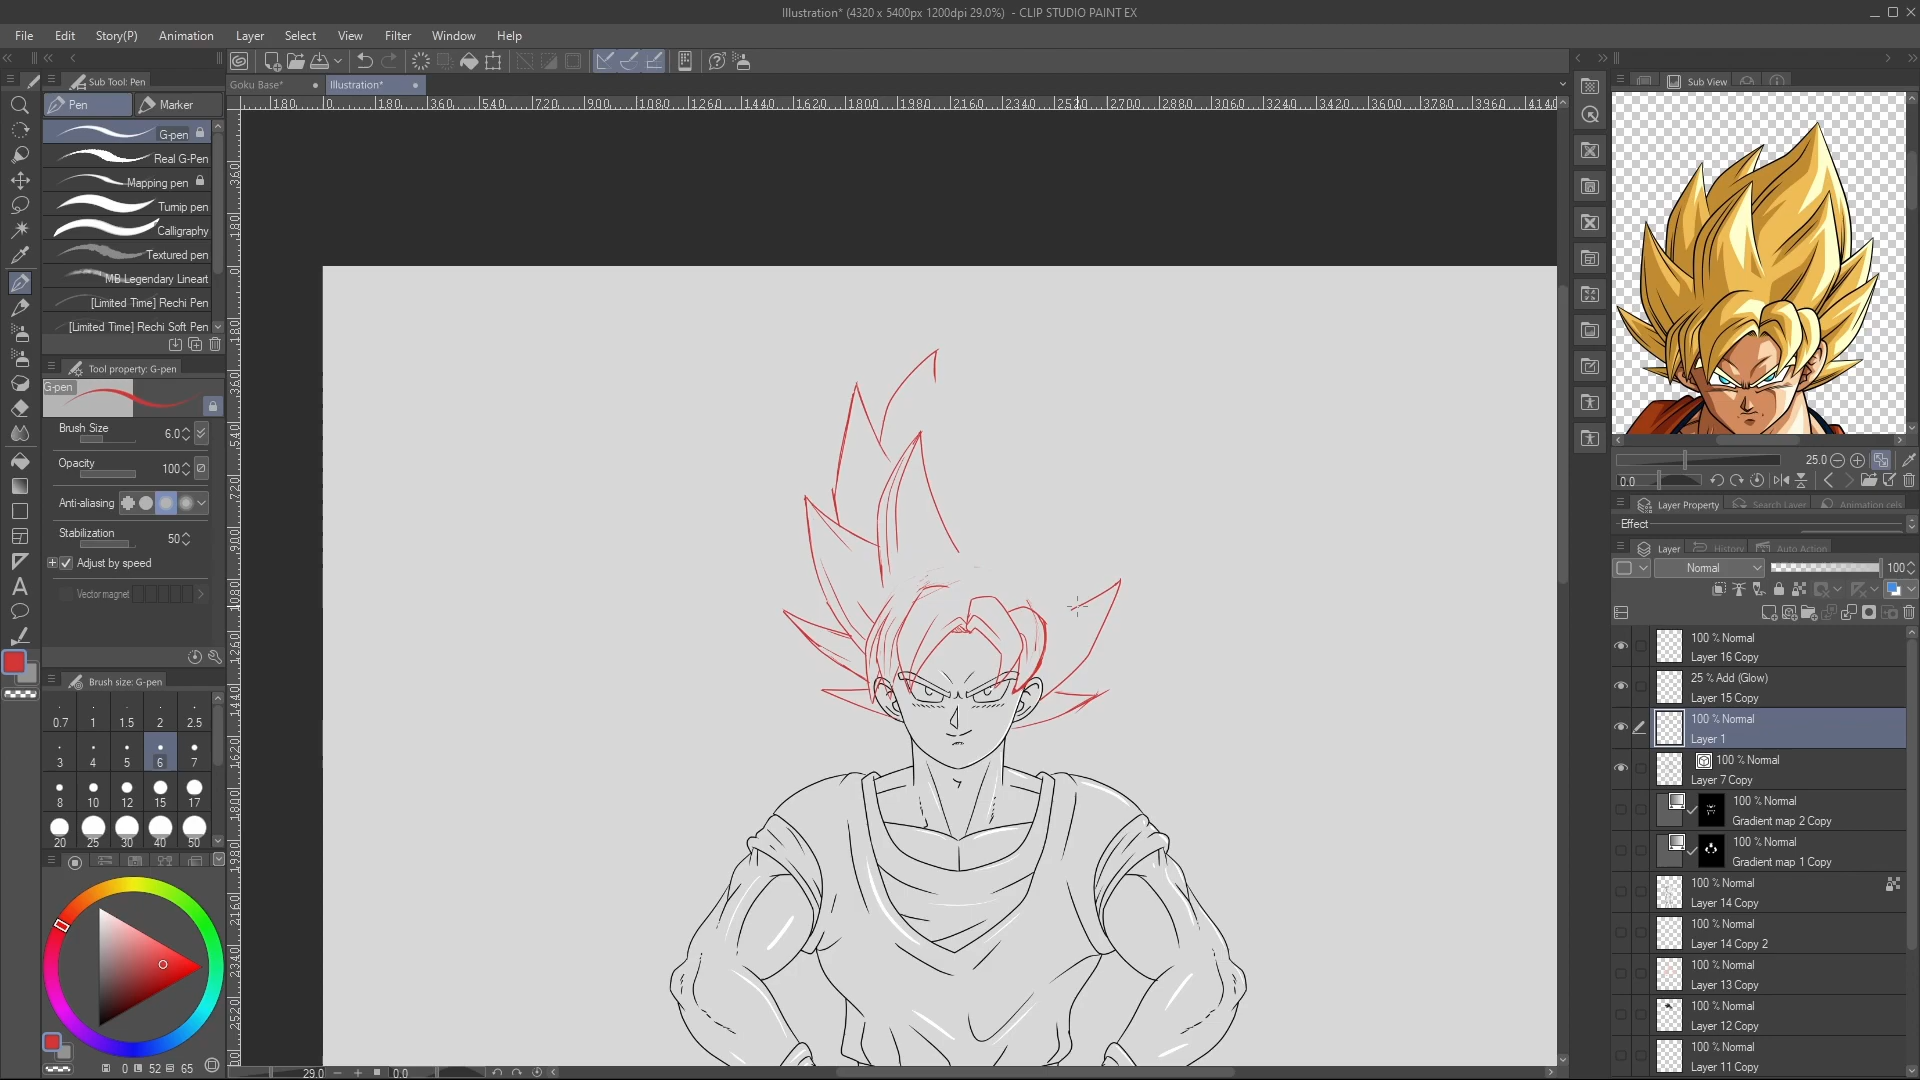 Illustration* (4320 x 5400px 1200dpi 29.0%) - CLIP STUDIO PAINT EX
File Edit Story(P) Animation Layer Select View Filter Window Help
Sub Tool: Pen
Goku Base*
Illustration*
Sub View
Pen
Marker
G-pen
Real G-Pen
Mapping pen
Turnip pen
Calligraphy
Textured pen
MB Legendary Lineart
[Limited Time] Rechi Pen
[Limited Time] Rechi Soft Pen
Tool property: G-pen
G-pen
Brush Size 6.0
Opacity 100
Anti-aliasing
Stabilization 50
Adjust by speed
Vector magnet
Brush size: G-pen
0.7 1 1.5 2 2.5
3 4 5 6 7
8 10 12 15 17
20 25 30 40 50
0 52 65
29.0
0.0
25.0
0.0
Layer Property
Search Layer
Animation cels
Effect
Layer
History
Auto Action
Normal 100
100 % Normal
Layer 16 Copy
25 % Add (Glow)
Layer 15 Copy
100 % Normal
Layer 1
100 % Normal
Layer 7 Copy
100 % Normal
Gradient map 2 Copy
100 % Normal
Gradient map 1 Copy
100 % Normal
Layer 14 Copy
100 % Normal
Layer 14 Copy 2
100 % Normal
Layer 13 Copy
100 % Normal
Layer 12 Copy
100 % Normal
Layer 11 Copy